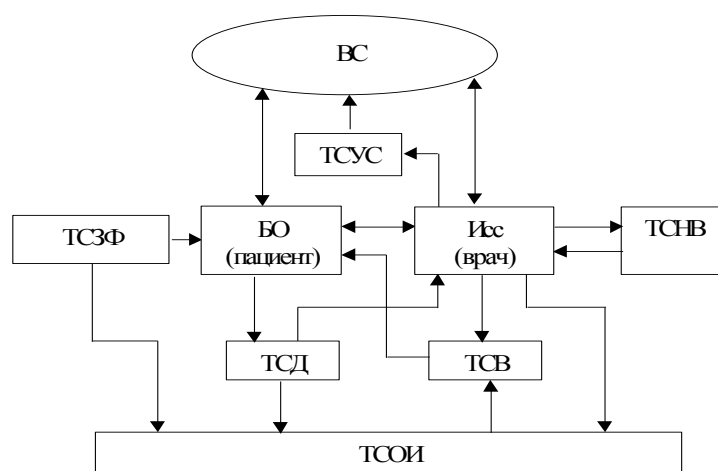 ВС
ТСУС
ТСЗФ
БО
(пациент)
Исс
(врач)
ТСНВ
ТСД
ТСВ
ТСОИ